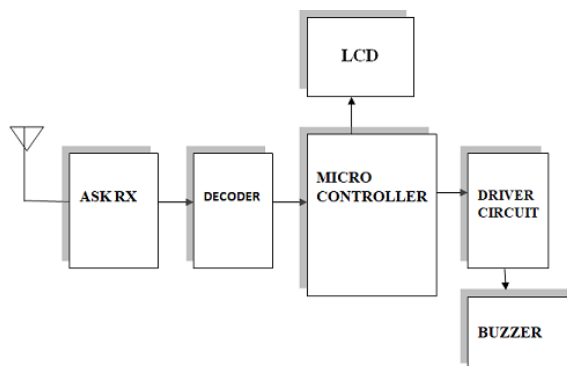 LCD
ASK RX
DECODER
MICRO
CONTROLLER
DRIVER
CIRCUIT
BUZZER